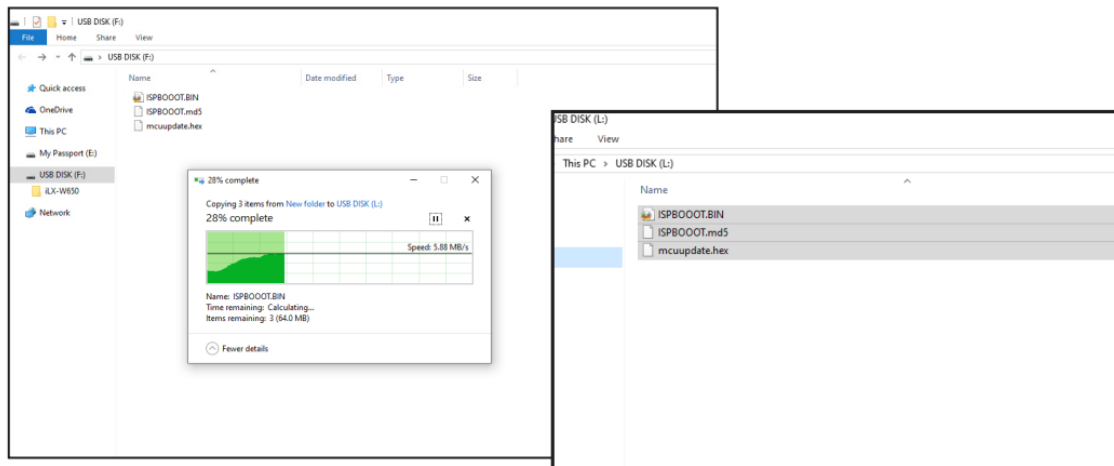 USB DISK (F:)
File Home Share View
USB DISK (F:)
Name Date modified Type Size
Quick access
OneDrive
This PC
My Passport (E:)
USB DISK (F:)
iLX-W650
Network
ISPBOOOT.BIN
ISPBOOOT.md5
mcuupdate.hex
28% complete
Copying 3 items from New folder to USB DISK (L:)
28% complete
Speed: 5.88 MB/s
Name: ISPBOOOT.BIN
Time remaining: Calculating...
Items remaining: 3 (64.0 MB)
Fewer details
USB DISK (L:)
hare View
This PC > USB DISK (L:)
Name
ISPBOOOT.BIN
ISPBOOOT.md5
mcuupdate.hex